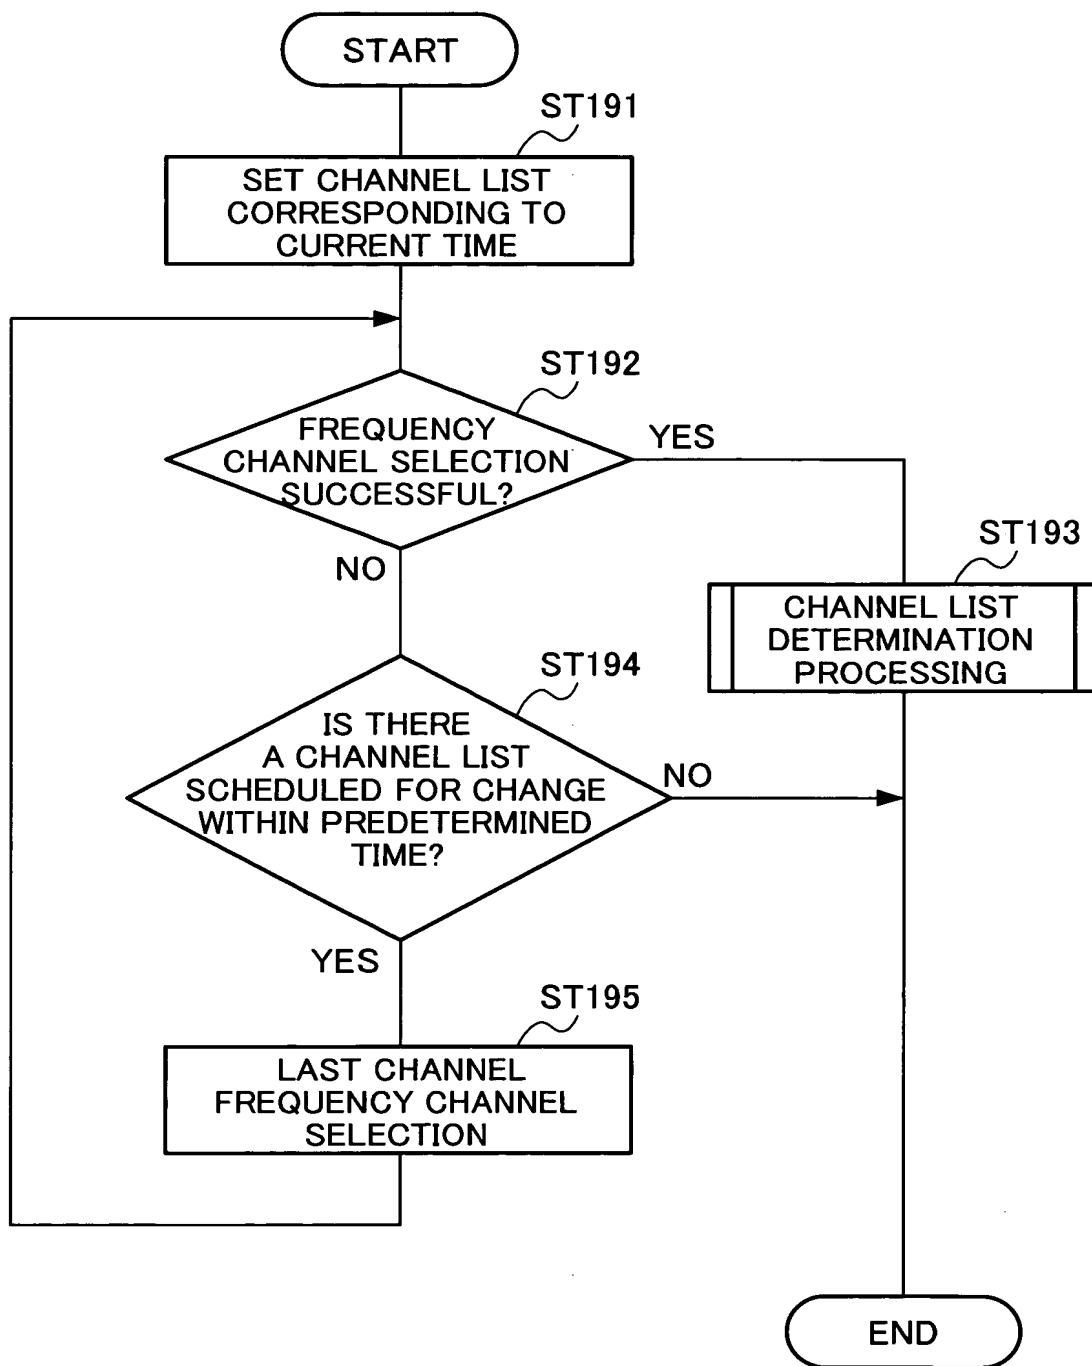 START
ST191
SET CHANNEL LIST
CORRESPONDING TO
CURRENT TIME
ST192
FREQUENCY
CHANNEL SELECTION
SUCCESSFUL?
YES
NO
ST193
CHANNEL LIST
DETERMINATION
PROCESSING
ST194
IS THERE
A CHANNEL LIST
SCHEDULED FOR CHANGE
WITHIN PREDETERMINED
TIME?
NO
YES
ST195
LAST CHANNEL
FREQUENCY CHANNEL
SELECTION
END